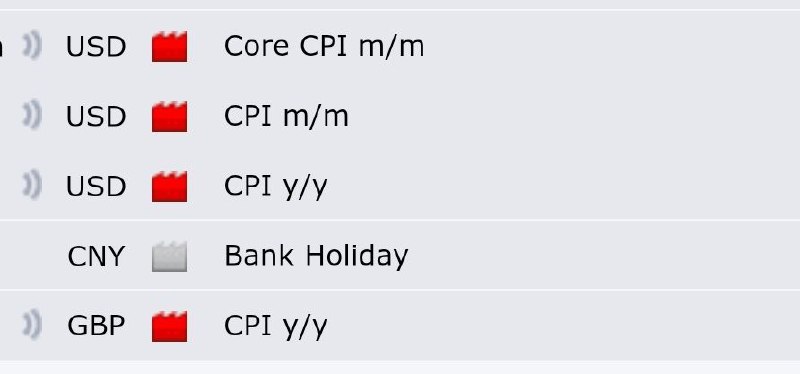 USD Core CPI m/m
USD CPI m/m
USD CPI y/y
CNY Bank Holiday
GBP CPI y/y